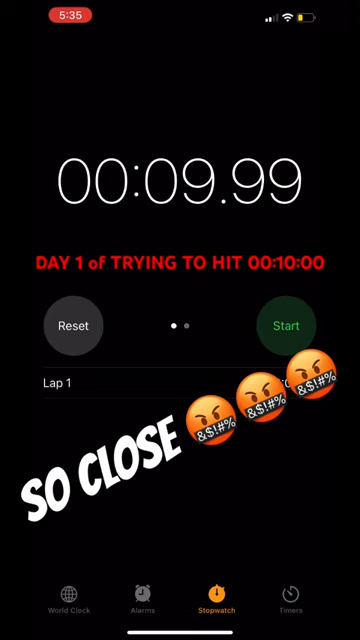 5:35
00:09.99
DAY 1 of TRYING TO HIT 00:10:00
Reset
Start
Lap 1
SO CLOSE 🤬🤬🤬
World Clock
Alarms
Stopwatch
Timers